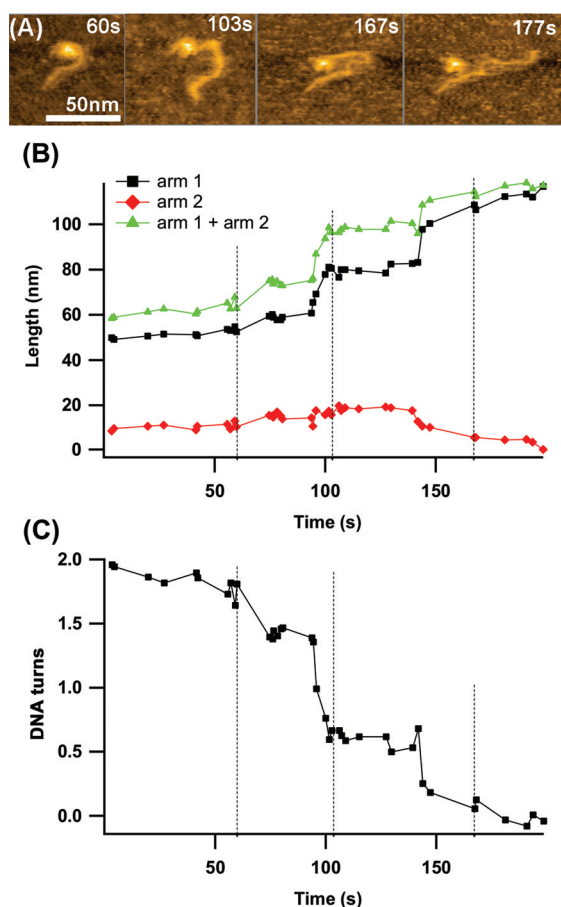 (A) 60s 103s 167s 177s
50nm
(B)
arm 1
arm 2
arm 1 + arm 2
Length (nm)
100
80
60
40
20
0
50 100 150
Time (s)
(C)
DNA turns
2.0
1.5
1.0
0.5
0.0
50 100 150
Time (s)